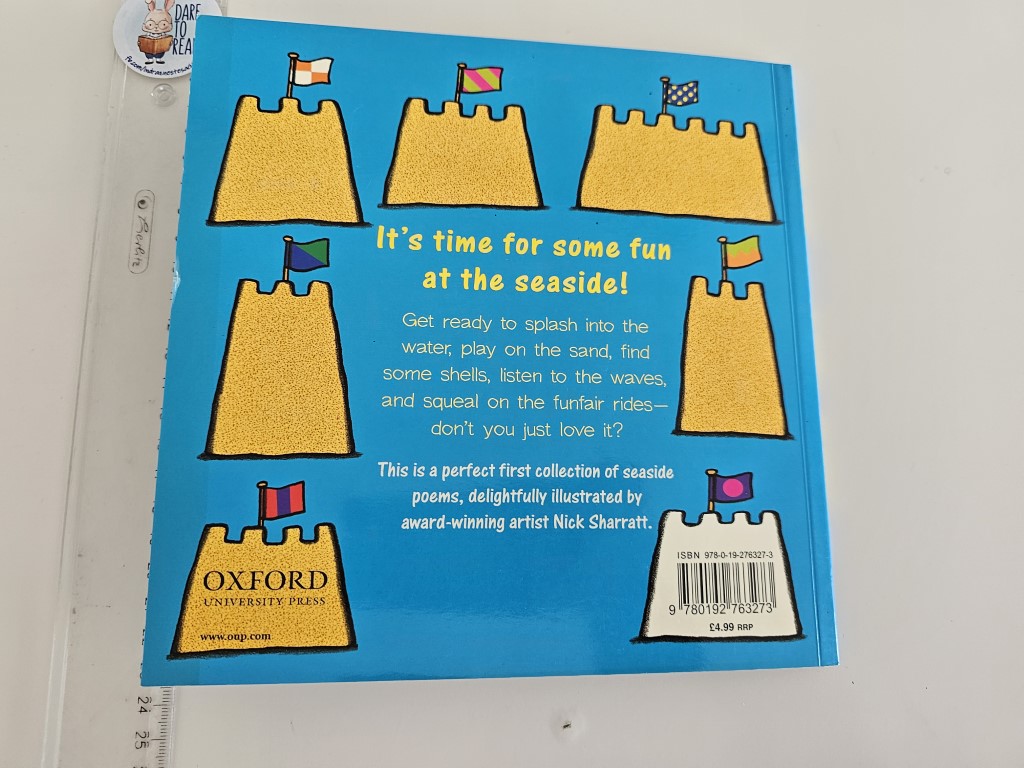 DARE
TO
READ
Berlitz
It's time for some fun
at the seaside!
Get ready to splash into the
water, play on the sand, find
some shells, listen to the waves,
and squeal on the funfair rides—
don't you just love it?
This is a perfect first collection of seaside
poems, delightfully illustrated by
award-winning artist Nick Sharratt.
OXFORD
UNIVERSITY PRESS
www.oup.com
ISBN 978-0-19-276327-3
9 780192 763273
£4.99 RRP
24
25